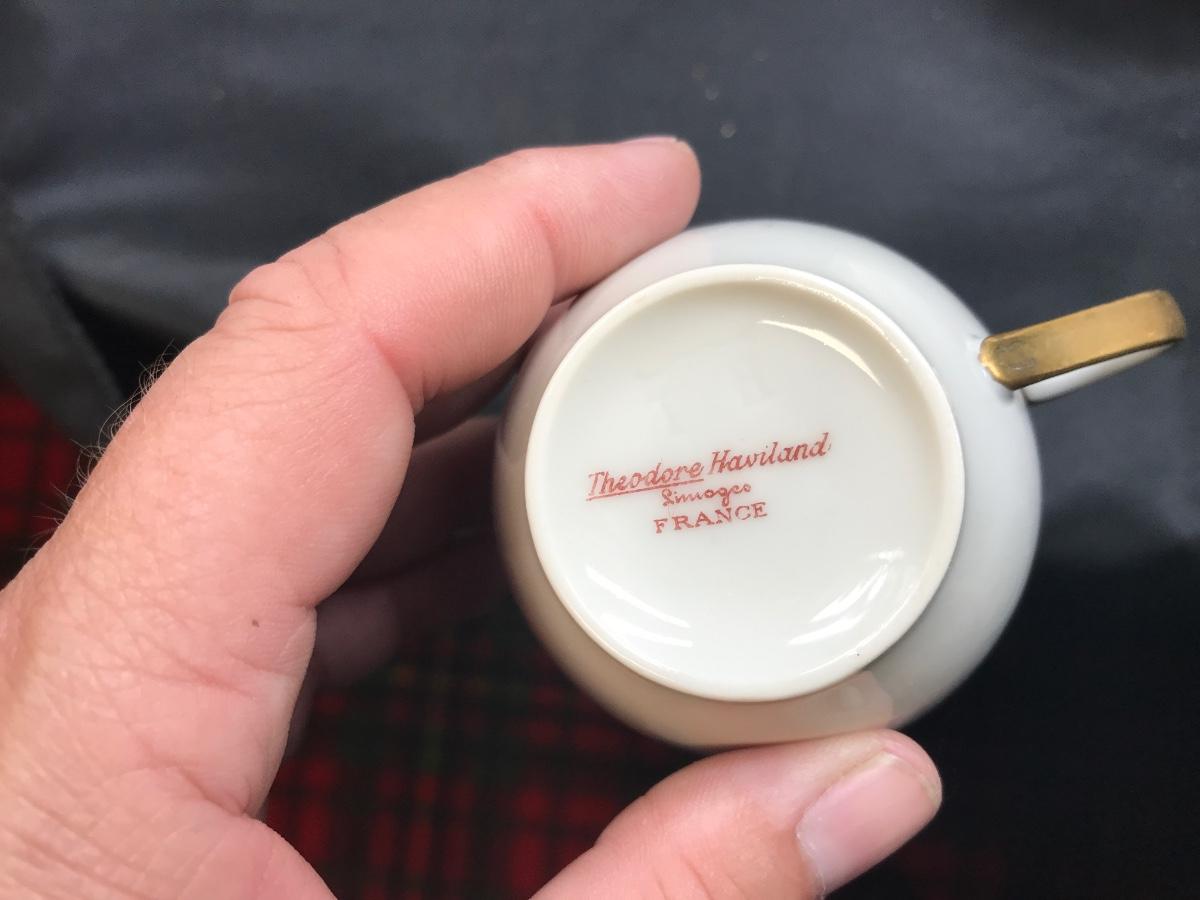 Theodore Haviland
Limoges
FRANCE